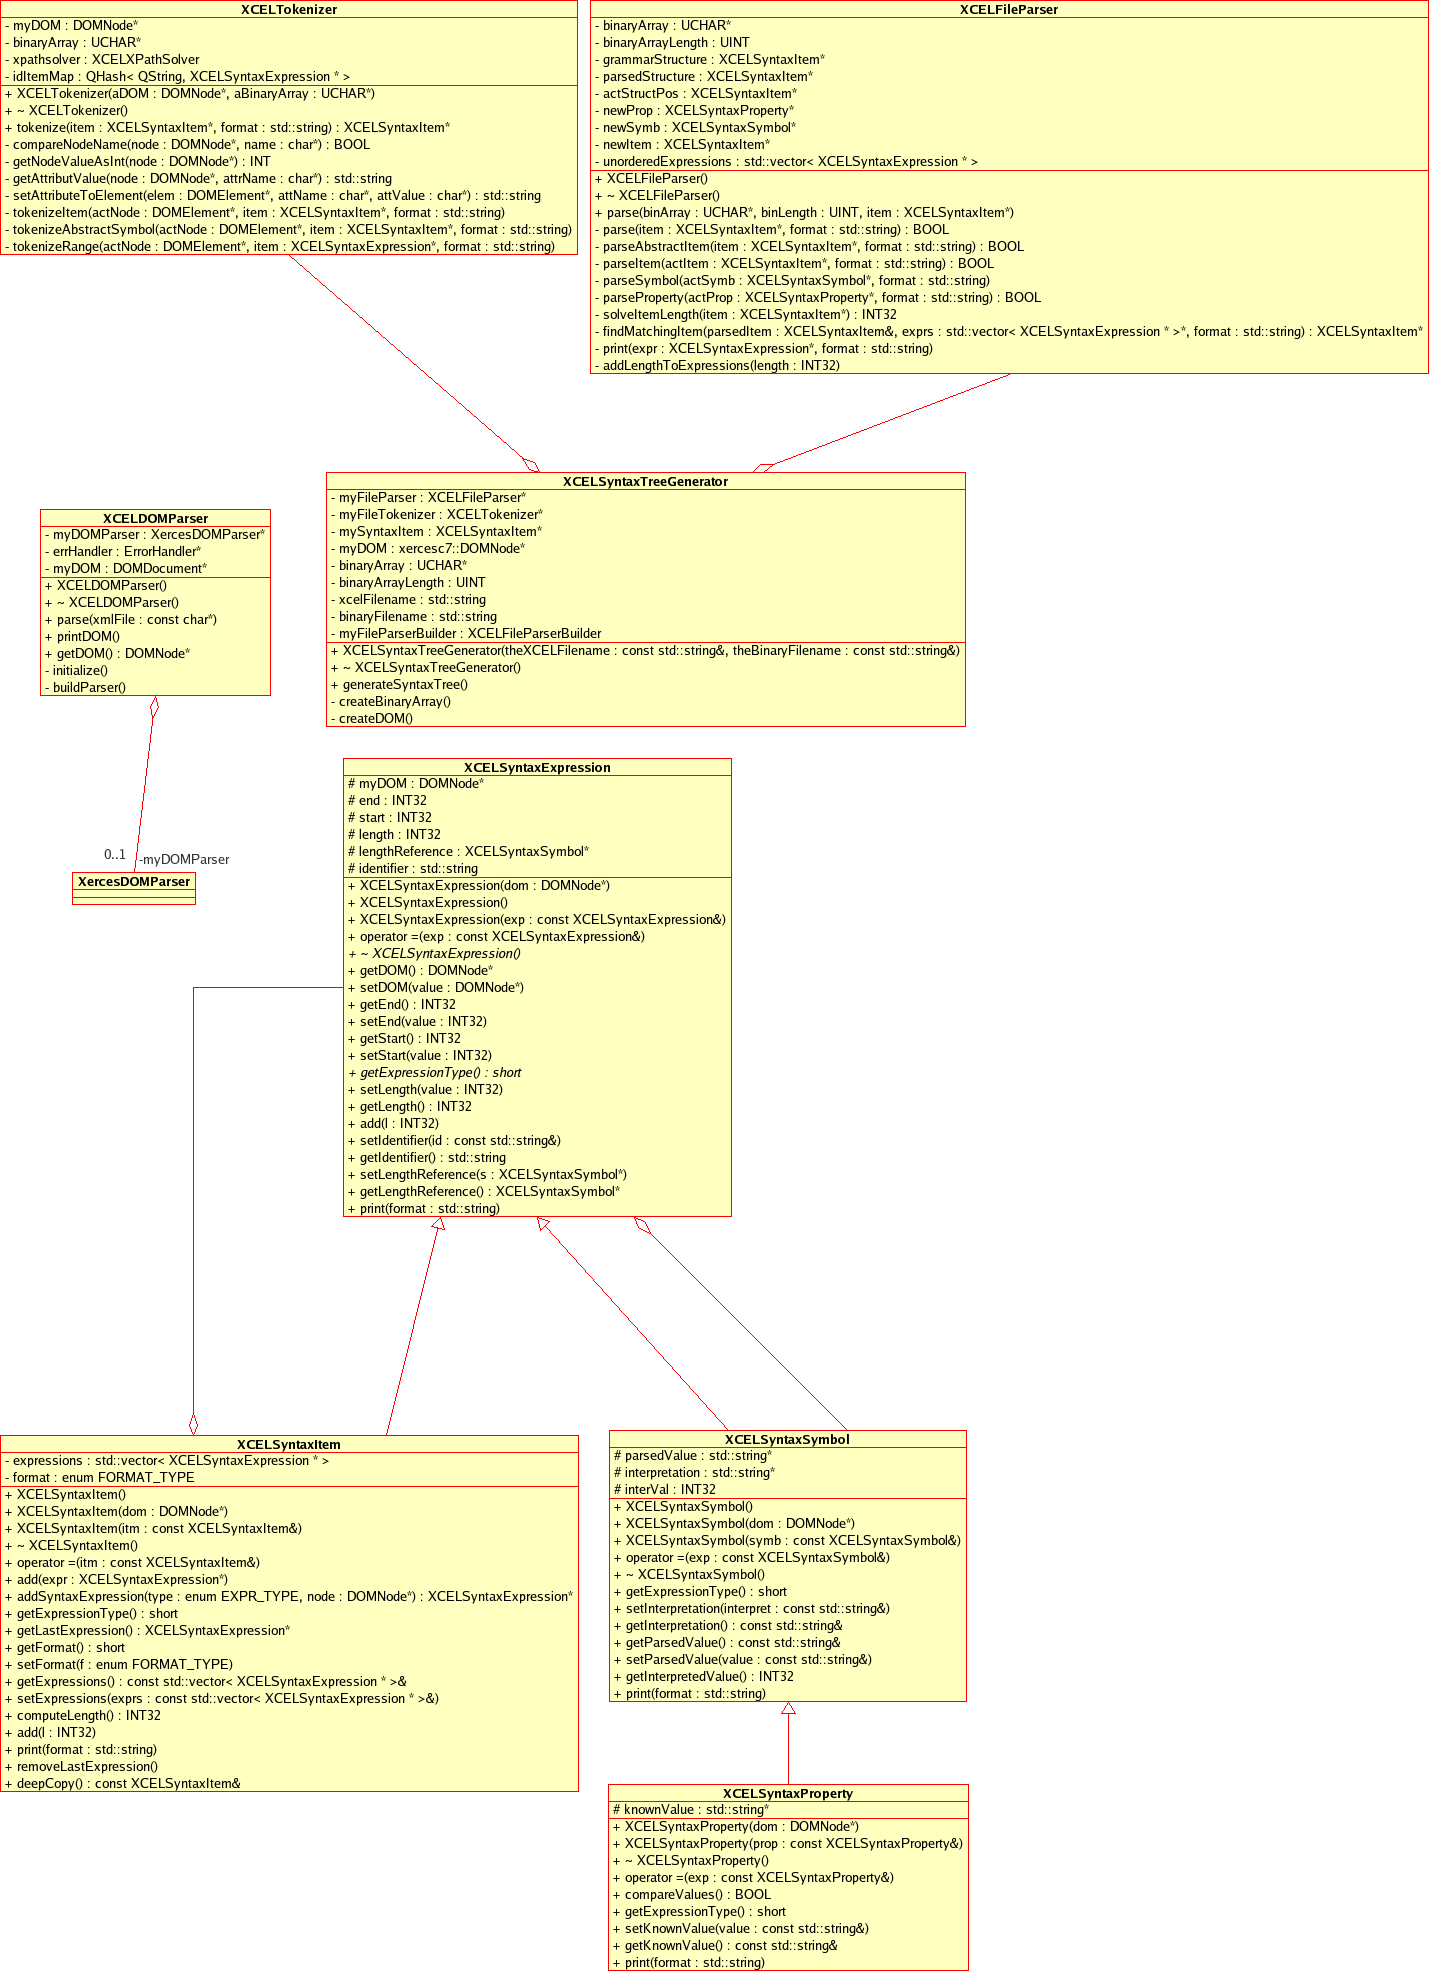 XCELTokenizer
- myDOM : DOMNode*
- binaryArray : UCHAR*
- xpathsolver : XCELXPathSolver
- idItemMap : QHash< QString, XCELSyntaxExpression * >
+ XCELTokenizer(aDOM : DOMNode*, aBinaryArray : UCHAR*)
+ ~ XCELTokenizer()
+ tokenize(item : XCELSyntaxItem*, format : std::string) : XCELSyntaxItem*
- compareNodeName(node : DOMNode*, name : char*) : BOOL
- getNodeValueAsInt(node : DOMNode*) : INT
- getAttributValue(node : DOMNode*, attrName : char*) : std::string
- setAttributeToElement(elem : DOMElement*, attName : char*, attValue : char*) : std::string
- tokenizeItem(actNode : DOMElement*, item : XCELSyntaxItem*, format : std::string)
- tokenizeAbstractSymbol(actNode : DOMElement*, item : XCELSyntaxItem*, format : std::string)
- tokenizeRange(actNode : DOMElement*, item : XCELSyntaxExpression*, format : std::string)
XCELFileParser
- binaryArray : UCHAR*
- binaryArrayLength : UINT
- grammarStructure : XCELSyntaxItem*
- parsedStructure : XCELSyntaxItem*
- actStructPos : XCELSyntaxItem*
- newProp : XCELSyntaxProperty*
- newSymb : XCELSyntaxSymbol*
- newItem : XCELSyntaxItem*
- unorderedExpressions : std::vector< XCELSyntaxExpression * >
+ XCELFileParser()
+ ~ XCELFileParser()
+ parse(binArray : UCHAR*, binLength : UINT, item : XCELSyntaxItem*)
- parse(item : XCELSyntaxItem*, format : std::string) : BOOL
- parseAbstractItem(item : XCELSyntaxItem*, format : std::string) : BOOL
- parseItem(actItem : XCELSyntaxItem*, format : std::string) : BOOL
- parseSymbol(actSymb : XCELSyntaxSymbol*, format : std::string)
- parseProperty(actProp : XCELSyntaxProperty*, format : std::string) : BOOL
- solveItemLength(item : XCELSyntaxItem*) : INT32
- findMatchingItem(parsedItem : XCELSyntaxItem&, exprs : std::vector< XCELSyntaxExpression * >*, format : std::string) : XCELSyntaxItem*
- print(expr : XCELSyntaxExpression*, format : std::string)
- addLengthToExpressions(length : INT32)
XCELSyntaxTreeGenerator
- myFileParser : XCELFileParser*
- myFileTokenizer : XCELTokenizer*
- mySyntaxItem : XCELSyntaxItem*
- myDOM : xercesc7::DOMNode*
- binaryArray : UCHAR*
- binaryArrayLength : UINT
- xcelFilename : std::string
- binaryFilename : std::string
- myFileParserBuilder : XCELFileParserBuilder
+ XCELSyntaxTreeGenerator(theXCELFilename : const std::string&, theBinaryFilename : const std::string&)
+ ~ XCELSyntaxTreeGenerator()
+ generateSyntaxTree()
- createBinaryArray()
- createDOM()
XCELDOMParser
- myDOMParser : XercesDOMParser*
- errHandler : ErrorHandler*
- myDOM : DOMDocument*
+ XCELDOMParser()
+ ~ XCELDOMParser()
+ parse(xmlFile : const char*)
+ printDOM()
+ getDOM() : DOMNode*
- initialize()
- buildParser()
0..1
-myDOMParser
XercesDOMParser
XCELSyntaxExpression
# myDOM : DOMNode*
# end : INT32
# start : INT32
# length : INT32
# lengthReference : XCELSyntaxSymbol*
# identifier : std::string
+ XCELSyntaxExpression(dom : DOMNode*)
+ XCELSyntaxExpression()
+ XCELSyntaxExpression(exp : const XCELSyntaxExpression&)
+ operator =(exp : const XCELSyntaxExpression&)
+ ~ XCELSyntaxExpression()
+ getDOM() : DOMNode*
+ setDOM(value : DOMNode*)
+ getEnd() : INT32
+ setEnd(value : INT32)
+ getStart() : INT32
+ setStart(value : INT32)
+ getExpressionType() : short
+ setLength(value : INT32)
+ getLength() : INT32
+ add(l : INT32)
+ setIdentifier(id : const std::string&)
+ getIdentifier() : std::string
+ setLengthReference(s : XCELSyntaxSymbol*)
+ getLengthReference() : XCELSyntaxSymbol*
+ print(format : std::string)
XCELSyntaxItem
- expressions : std::vector< XCELSyntaxExpression * >
- format : enum FORMAT_TYPE
+ XCELSyntaxItem()
+ XCELSyntaxItem(dom : DOMNode*)
+ XCELSyntaxItem(itm : const XCELSyntaxItem&)
+ ~ XCELSyntaxItem()
+ operator =(itm : const XCELSyntaxItem&)
+ add(expr : XCELSyntaxExpression*)
+ addSyntaxExpression(type : enum EXPR_TYPE, node : DOMNode*) : XCELSyntaxExpression*
+ getExpressionType() : short
+ getLastExpression() : XCELSyntaxExpression*
+ getFormat() : short
+ setFormat(f : enum FORMAT_TYPE)
+ getExpressions() : const std::vector< XCELSyntaxExpression * >&
+ setExpressions(exprs : const std::vector< XCELSyntaxExpression * >&)
+ computeLength() : INT32
+ add(l : INT32)
+ print(format : std::string)
+ removeLastExpression()
+ deepCopy() : const XCELSyntaxItem&
XCELSyntaxSymbol
# parsedValue : std::string*
# interpretation : std::string*
# interVal : INT32
+ XCELSyntaxSymbol()
+ XCELSyntaxSymbol(dom : DOMNode*)
+ XCELSyntaxSymbol(symb : const XCELSyntaxSymbol&)
+ operator =(exp : const XCELSyntaxSymbol&)
+ ~ XCELSyntaxSymbol()
+ getExpressionType() : short
+ setInterpretation(interpret : const std::string&)
+ getInterpretation() : const std::string&
+ getParsedValue() : const std::string&
+ setParsedValue(value : const std::string&)
+ getInterpretedValue() : INT32
+ print(format : std::string)
XCELSyntaxProperty
# knownValue : std::string*
+ XCELSyntaxProperty(dom : DOMNode*)
+ XCELSyntaxProperty(prop : const XCELSyntaxProperty&)
+ ~ XCELSyntaxProperty()
+ operator =(exp : const XCELSyntaxProperty&)
+ compareValues() : BOOL
+ getExpressionType() : short
+ setKnownValue(value : const std::string&)
+ getKnownValue() : const std::string&
+ print(format : std::string)